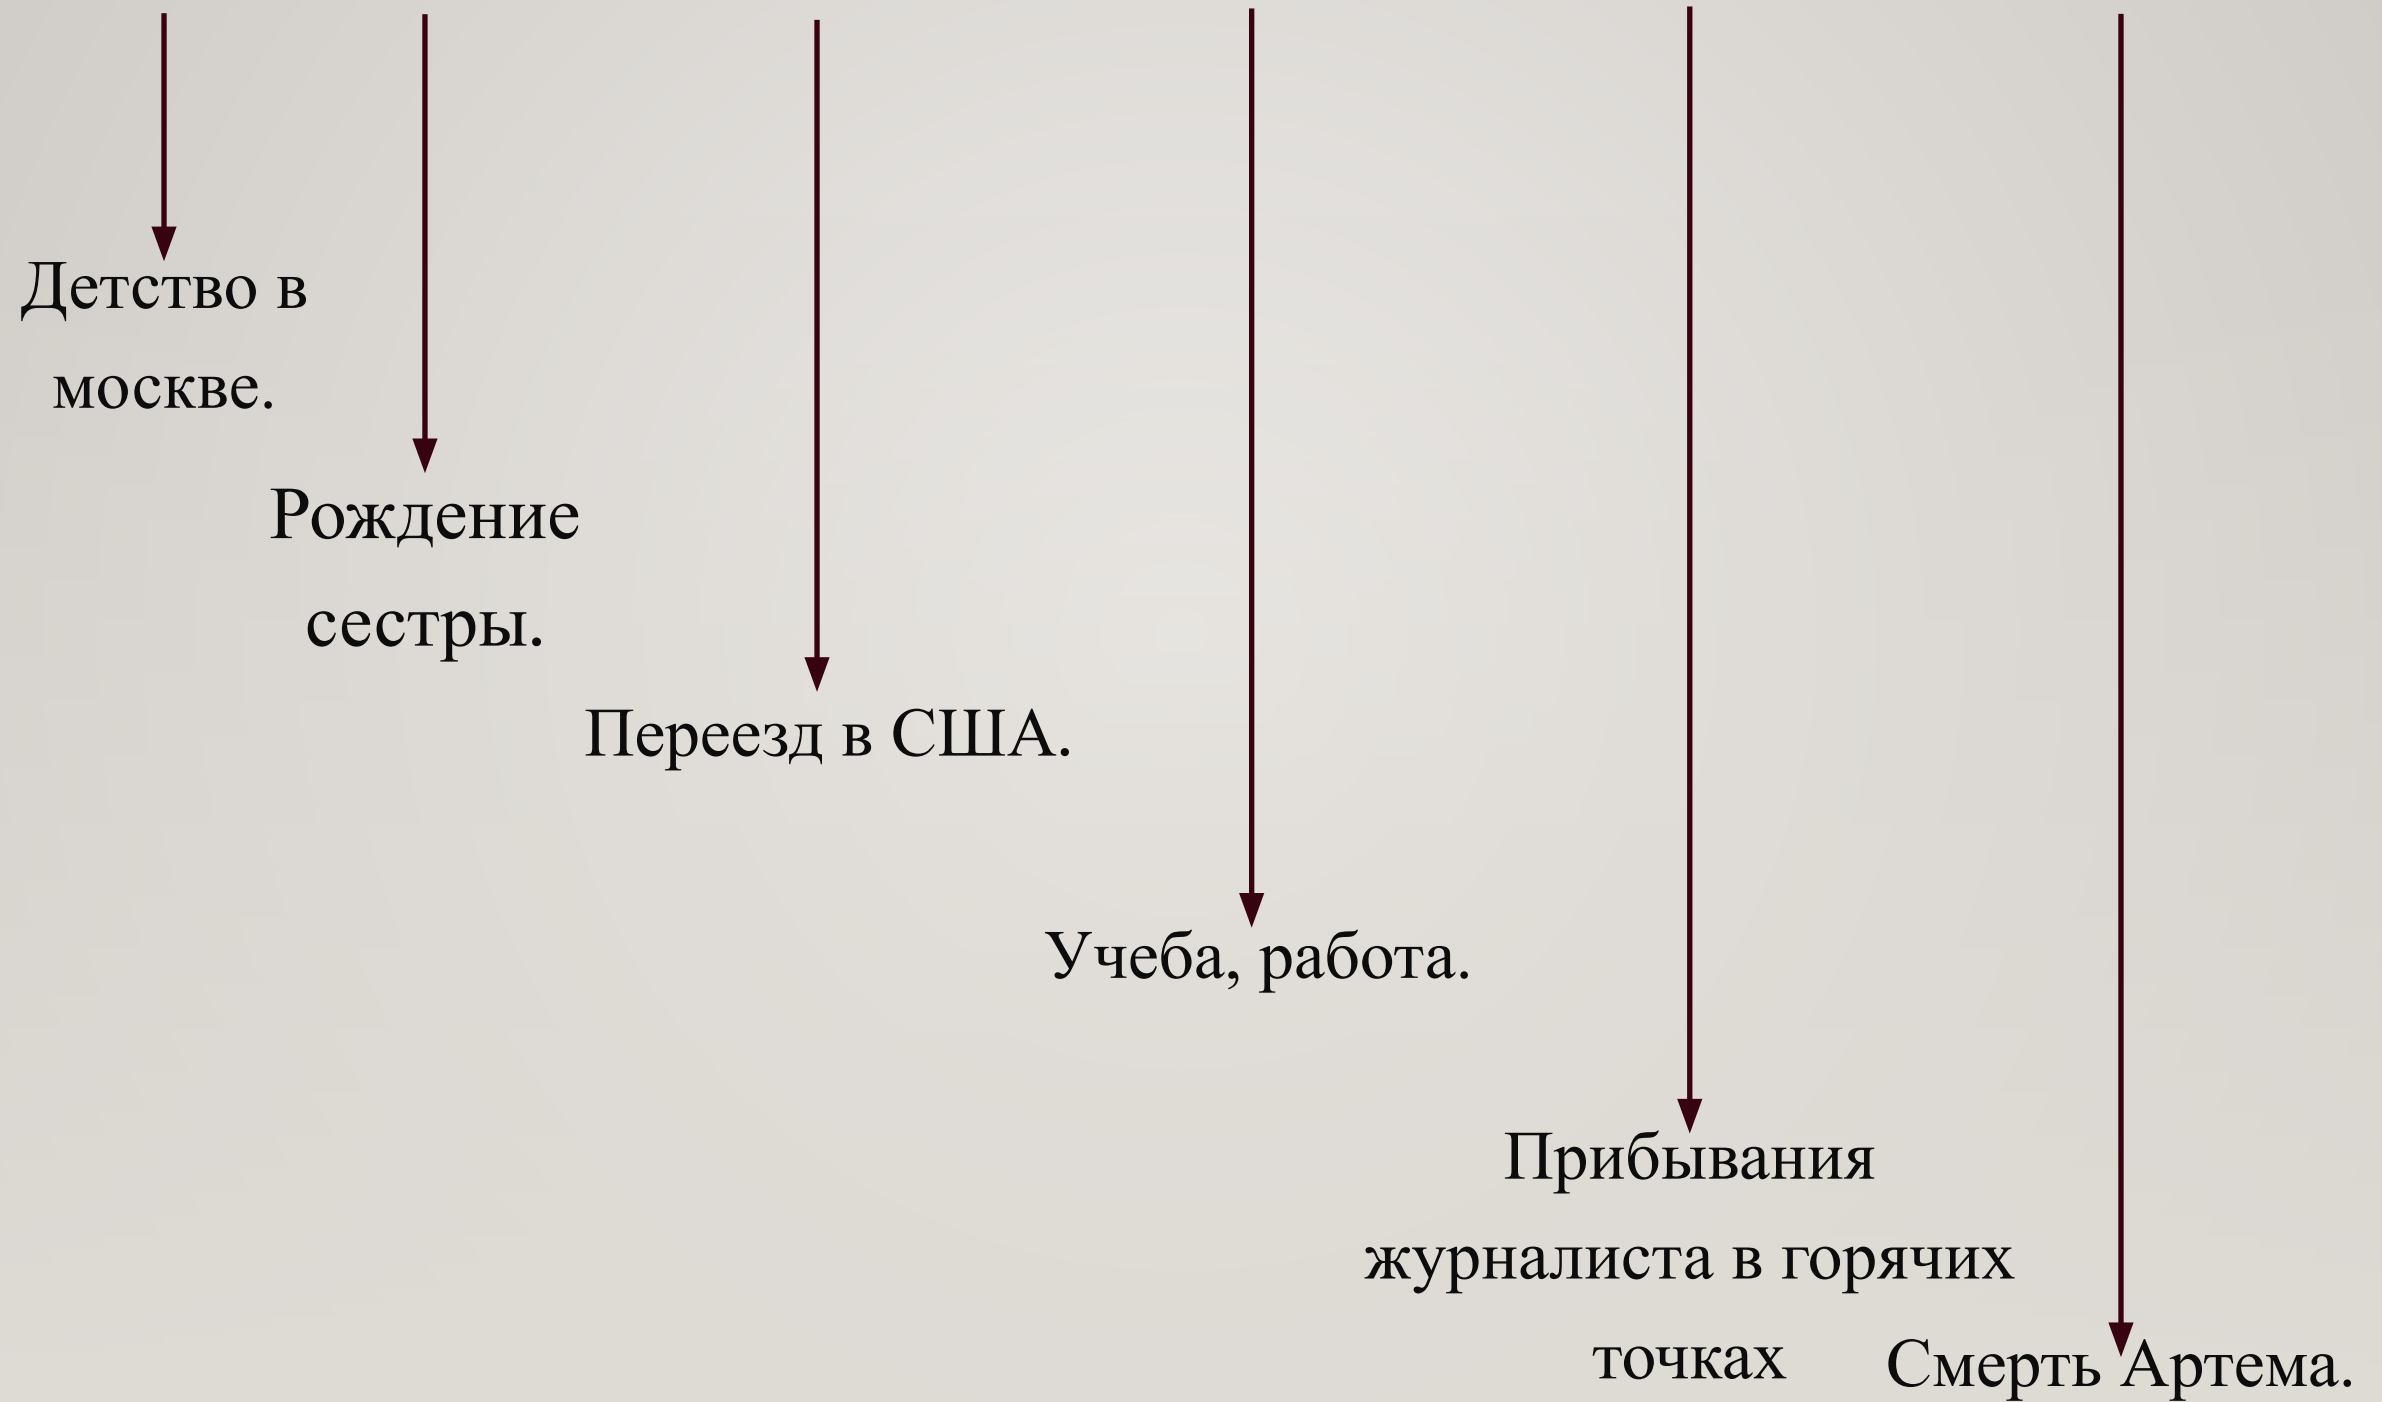 Детство в
москве.
Рождение
сестры.
Переезд в США.
Учеба, работа.
Прибывания
журналиста в горячих
точках
Смерть Артема.